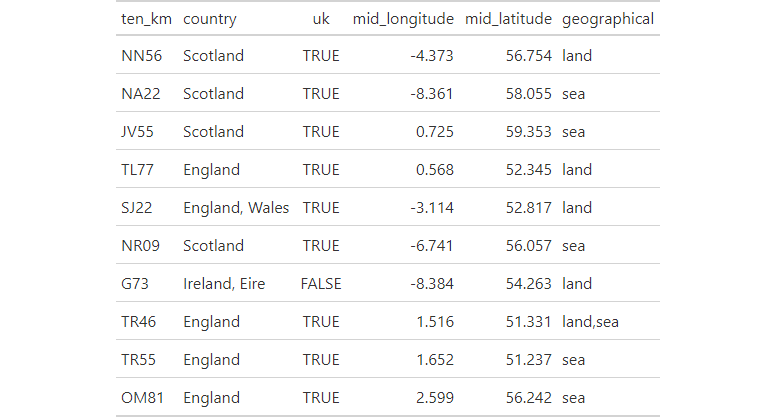 ten_km country uk mid_longitude mid_latitude geographical
NN56 Scotland TRUE -4.373 56.754 land
NA22 Scotland TRUE -8.361 58.055 sea
JV55 Scotland TRUE 0.725 59.353 sea
TL77 England TRUE 0.568 52.345 land
SJ22 England, Wales TRUE -3.114 52.817 land
NR09 Scotland TRUE -6.741 56.057 sea
G73 Ireland, Eire FALSE -8.384 54.263 land
TR46 England TRUE 1.516 51.331 land,sea
TR55 England TRUE 1.652 51.237 sea
OM81 England TRUE 2.599 56.242 sea